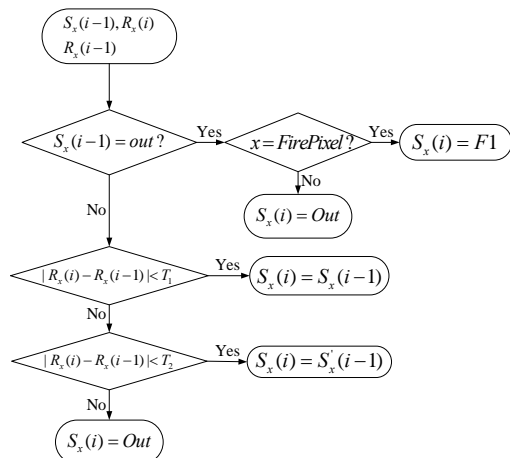 S_x(i−1), R_x(i)
R_x(i−1)
S_x(i−1) = out ?
Yes
x = FirePixel ?
Yes
S_x(i) = F1
No
S_x(i) = Out
No
| R_x(i) − R_x(i−1) | < T_1
Yes
S_x(i) = S_x(i−1)
No
| R_x(i) − R_x(i−1) | < T_2
Yes
S_x(i) = S_x'(i−1)
No
S_x(i) = Out